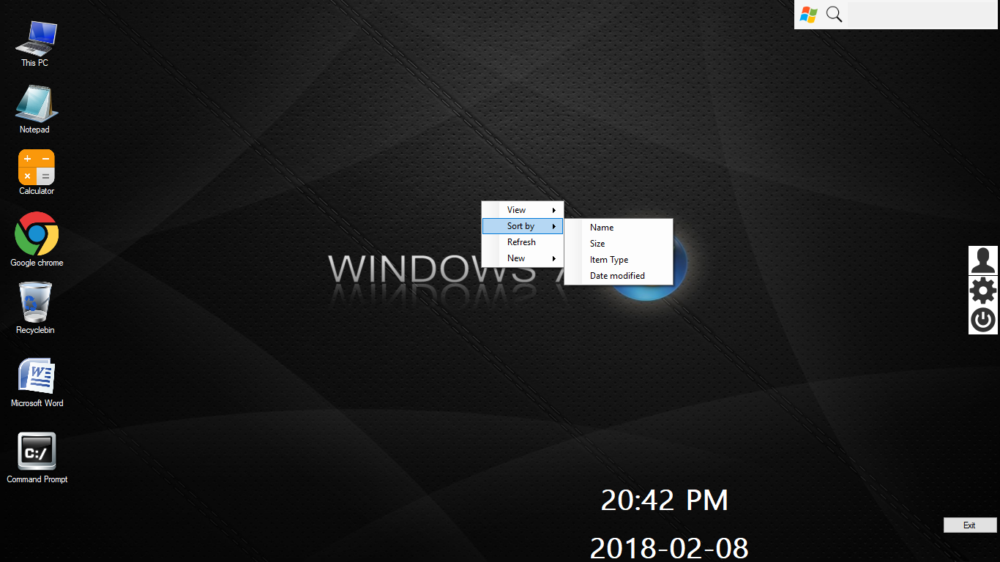 This PC
Notepad
Calculator
Google chrome
Recyclebin
W
Microsoft Word
C:/
Command Prompt
View
Sort by
Refresh
New
Name
Size
Item Type
Date modified
WINDOWS 7
20:42 PM
2018-02-08
Exit